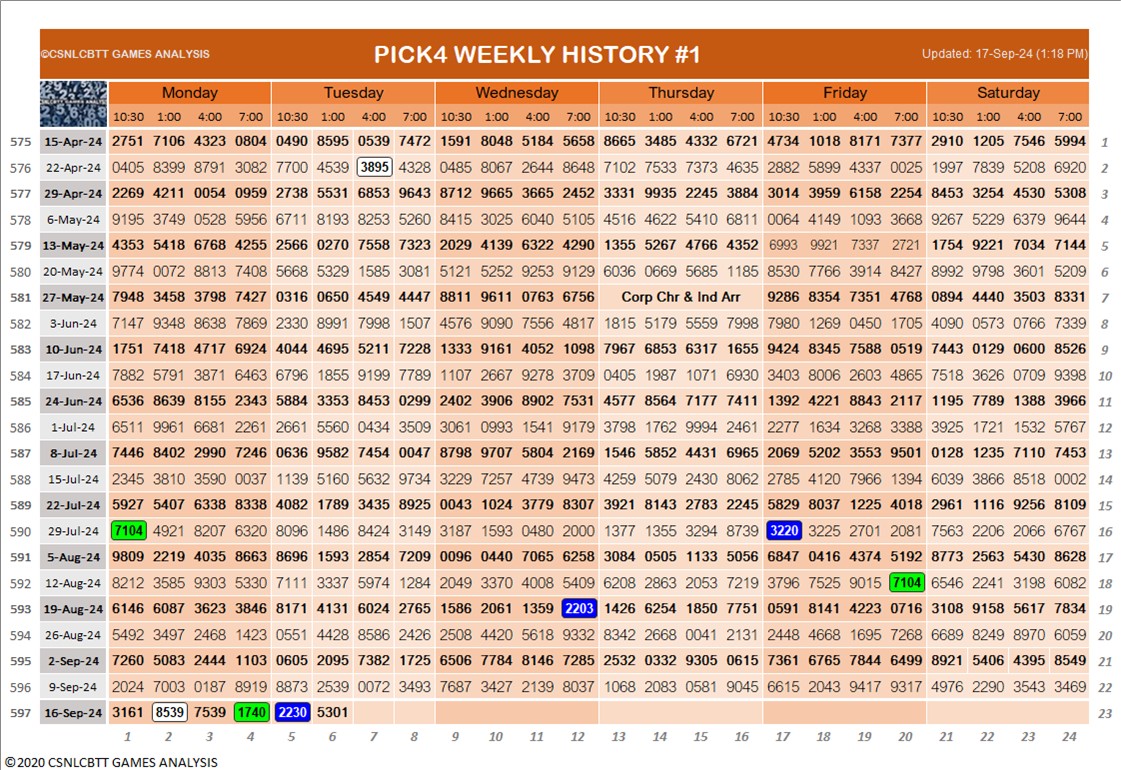 ©CSNLCBTT GAMES ANALYSIS PICK4 WEEKLY HISTORY #1 Updated: 17-Sep-24 (1:18 PM)
Monday Tuesday Wednesday Thursday Friday Saturday
10:30 1:00 4:00 7:00 10:30 1:00 4:00 7:00 10:30 1:00 4:00 7:00 10:30 1:00 4:00 7:00 10:30 1:00 4:00 7:00 10:30 1:00 4:00 7:00
575 15-Apr-24 2751 7106 4323 0804 0490 8595 0539 7472 1591 8048 5184 5658 8665 3485 4332 6721 4734 1018 8171 7377 2910 1205 7546 5994 1
576 22-Apr-24 0405 8399 8791 3082 7700 4539 3895 4328 0485 8067 2644 8648 7102 7533 7373 4635 2882 5899 4337 0025 1997 7839 5208 6920 2
577 29-Apr-24 2269 4211 0054 0959 2738 5531 6853 9643 8712 9665 3665 2452 3331 9935 2245 3884 3014 3959 6158 2254 8453 3254 4530 5308 3
578 6-May-24 9195 3749 0528 5956 6711 8193 8253 5260 8415 3025 6040 5105 4516 4622 5410 6811 0064 4149 1093 3668 9267 5229 6379 9644 4
579 13-May-24 4353 5418 6768 4255 2566 0270 7558 7323 2029 4139 6322 4290 1355 5267 4766 4352 6993 9921 7337 2721 1754 9221 7034 7144 5
580 20-May-24 9774 0072 8813 7408 5668 5329 1585 3081 5121 5252 9253 9129 6036 0669 5685 1185 8530 7766 3914 8427 8992 9798 3601 5209 6
581 27-May-24 7948 3458 3798 7427 0316 0650 4549 4447 8811 9611 0763 6756 Corp Chr & Ind Arr 9286 8354 7351 4768 0894 4440 3503 8331 7
582 3-Jun-24 7147 9348 8638 7869 2330 8991 7998 1507 4576 9090 7556 4817 1815 5179 5559 7998 7980 1269 0450 1705 4090 0573 0766 7339 8
583 10-Jun-24 1751 7418 4717 6924 4044 4695 5211 7228 1333 9161 4052 1098 7967 6853 6317 1655 9424 8345 7588 0519 7443 0129 0600 8526 9
584 17-Jun-24 7882 5791 3871 6463 6796 1855 9199 7789 1107 2667 9278 3709 0405 1987 1071 6930 3403 8006 2603 4865 7518 3626 0709 9398 10
585 24-Jun-24 6536 8639 8155 2343 5884 3353 8453 0299 2402 3906 8902 7531 4577 8564 7177 7411 1392 4221 8843 2117 1195 7789 1388 3966 11
586 1-Jul-24 6511 9961 6681 2261 2661 5560 0434 3509 3061 0993 1541 9179 3798 1762 9994 2461 2277 1634 3268 3388 3925 1721 1532 5767 12
587 8-Jul-24 7446 8402 2990 7246 0636 9582 7454 0047 8798 9707 5804 2169 1546 5852 4431 6965 2069 5202 3553 9501 0128 1235 7110 7453 13
588 15-Jul-24 2345 3810 3590 0037 1139 5160 5632 9734 3229 7257 4739 9473 4259 5079 2430 8062 2785 4120 7966 1394 6039 3866 8518 0002 14
589 22-Jul-24 5927 5407 6338 8338 4082 1789 3435 8925 0043 1024 3779 8307 3921 8143 2783 2245 5829 8037 1225 4018 2961 1116 9256 8109 15
590 29-Jul-24 7104 4921 8207 6320 8096 1486 8424 3149 3187 1593 0480 2000 1377 1355 3294 8739 3220 3225 2701 2081 7563 2206 2066 6767 16
591 5-Aug-24 9809 2219 4035 8663 8696 1593 2854 7209 0096 0440 7065 6258 3084 0505 1133 5056 6847 0416 4374 5192 8773 2563 5430 8628 17
592 12-Aug-24 8212 3585 9303 5330 7111 3337 5974 1284 2049 3370 4008 5409 6208 2863 2053 7219 3796 7525 9015 7104 6546 2241 3198 6082 18
593 19-Aug-24 6146 6087 3623 3846 8171 4131 6024 2765 1586 2061 1359 2203 1426 6254 1850 7751 0591 8141 4223 0716 3108 9158 5617 7834 19
594 26-Aug-24 5492 3497 2468 1423 0551 4428 8586 2426 2508 4420 5618 9332 8342 2668 0041 2131 2448 4668 1695 7268 6689 8249 8970 6059 20
595 2-Sep-24 7260 5083 2444 1103 0605 2095 7382 1725 6506 7784 8146 7285 2532 0332 9305 0615 7361 6765 7844 6499 8921 5406 4395 8549 21
596 9-Sep-24 2024 7003 0187 8919 8873 2539 0072 3493 7687 3427 2139 8037 1068 2083 0581 9045 6615 2043 9417 9317 4976 2290 3543 3469 22
597 16-Sep-24 3161 8539 7539 1740 2230 5301 23
1 2 3 4 5 6 7 8 9 10 11 12 13 14 15 16 17 18 19 20 21 22 23 24
©2020 CSNLCBTT GAMES ANALYSIS